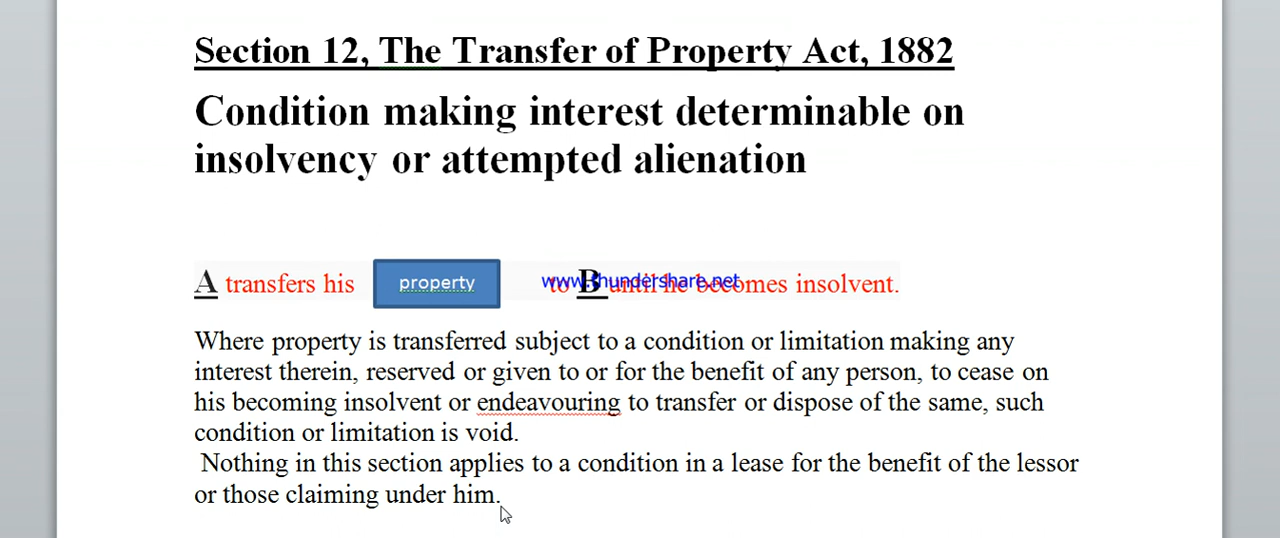 Section 12, The Transfer of Property Act, 1882
Condition making interest determinable on
insolvency or attempted alienation
A transfers his property to B until he becomes insolvent.
www.thundershare.net
Where property is transferred subject to a condition or limitation making any
interest therein, reserved or given to or for the benefit of any person, to cease on
his becoming insolvent or endeavouring to transfer or dispose of the same, such
condition or limitation is void.
Nothing in this section applies to a condition in a lease for the benefit of the lessor
or those claiming under him.